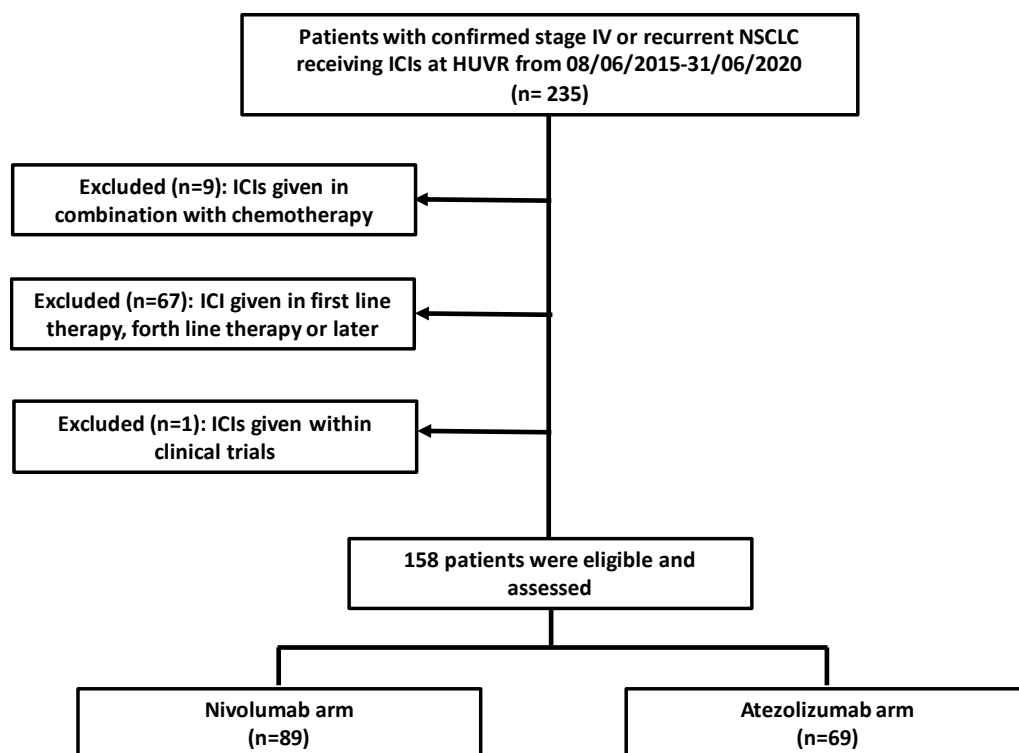 Patients with confirmed stage IV or recurrent NSCLC
receiving ICIs at HUVR from 08/06/2015-31/06/2020
(n= 235)
Excluded (n=9): ICIs given in
combination with chemotherapy
Excluded (n=67): ICI given in first line
therapy, forth line therapy or later
Excluded (n=1): ICIs given within
clinical trials
158 patients were eligible and
assessed
Nivolumab arm
(n=89)
Atezolizumab arm
(n=69)